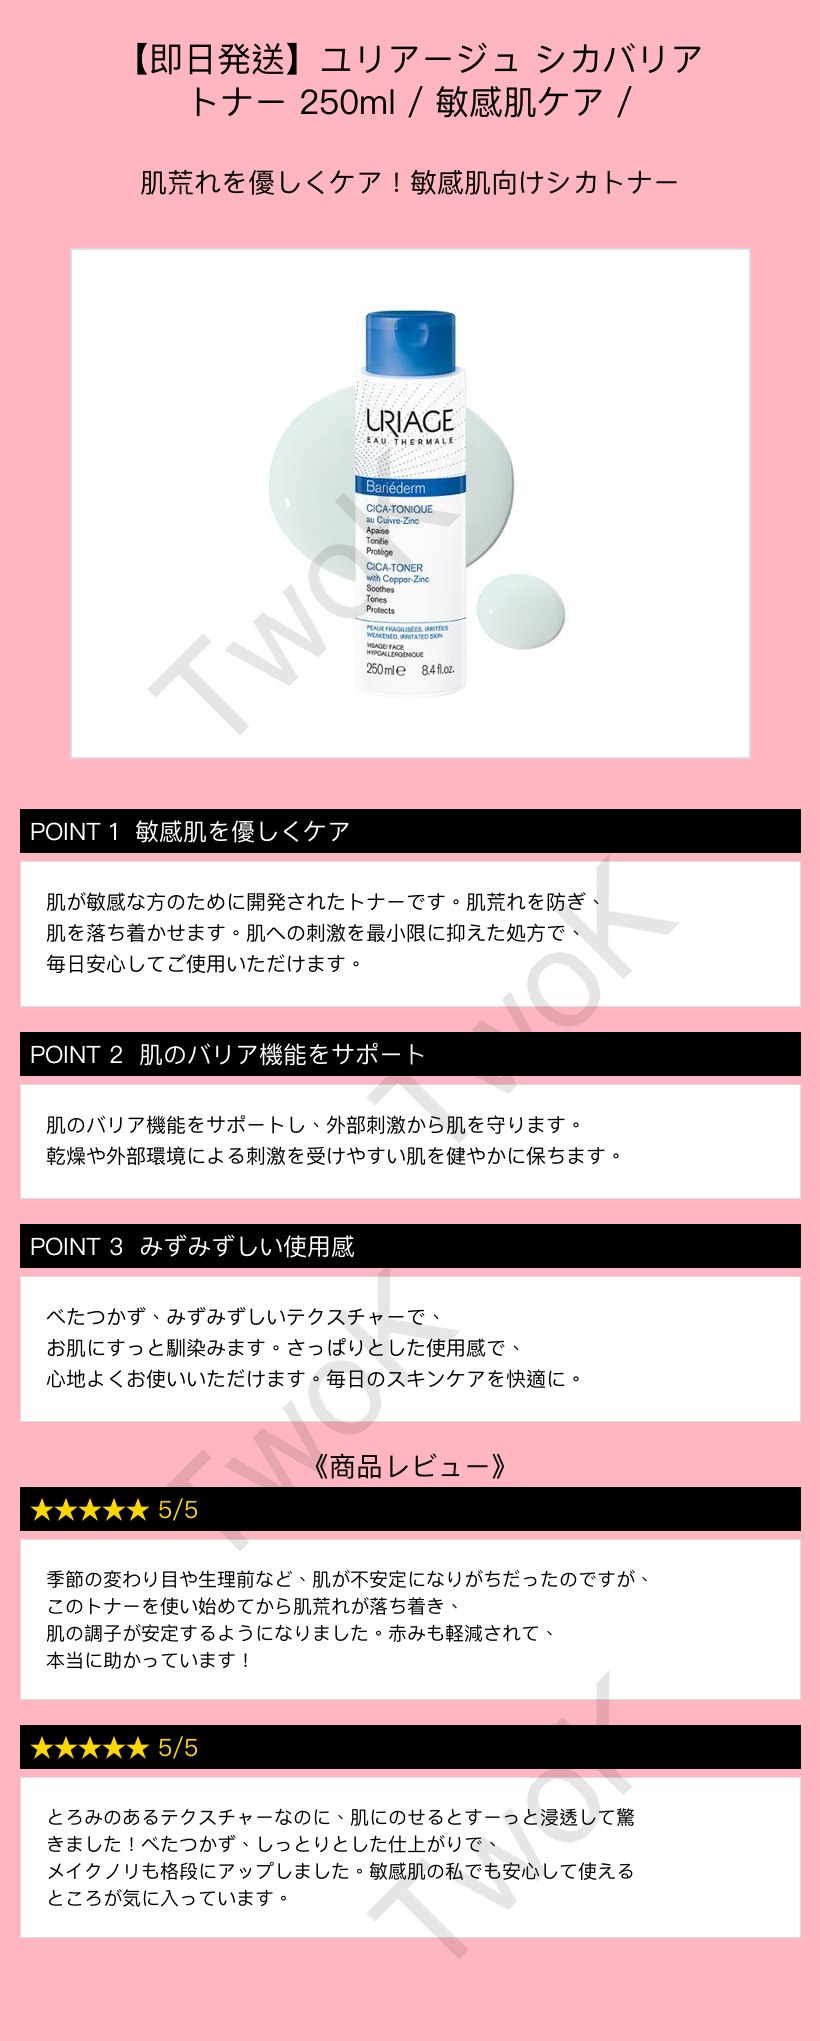 【即日発送】ユリアージュ シカバリア
トナー 250ml / 敏感肌ケア /
肌荒れを優しくケア！敏感肌向けシカトナー
URIAGE
EAU THERMALE
Bariéderm
CICA-TONIQUE
au Cuivre-Zinc
Apaise
Tonifie
Protège
CICA-TONER
with Copper-Zinc
Soothes
Tones
Protects
PEAUX FRAGILISÉES, IRRITÉES
WEAKENED, IRRITATED SKIN
VISAGE/ FACE
HYPOALLERGÉNIQUE
250 ml e 8.4 fl.oz.
TwoK
POINT 1 敏感肌を優しくケア
肌が敏感な方のために開発されたトナーです。肌荒れを防ぎ、
肌を落ち着かせます。肌への刺激を最小限に抑えた処方で、
毎日安心してご使用いただけます。
TwoK
POINT 2 肌のバリア機能をサポート
肌のバリア機能をサポートし、外部刺激から肌を守ります。
乾燥や外部環境による刺激を受けやすい肌を健やかに保ちます。
POINT 3 みずみずしい使用感
べたつかず、みずみずしいテクスチャーで、
お肌にすっと馴染みます。さっぱりとした使用感で、
心地よくお使いいただけます。毎日のスキンケアを快適に。
TwoK
《商品レビュー》
★★★★★ 5/5
季節の変わり目や生理前など、肌が不安定になりがちだったのですが、
このトナーを使い始めてから肌荒れが落ち着き、
肌の調子が安定するようになりました。赤みも軽減されて、
本当に助かっています！
★★★★★ 5/5
とろみのあるテクスチャーなのに、肌にのせるとすーっと浸透して驚
きました！べたつかず、しっとりとした仕上がりで、
メイクノリも格段にアップしました。敏感肌の私でも安心して使える
ところが気に入っています。
TwoK